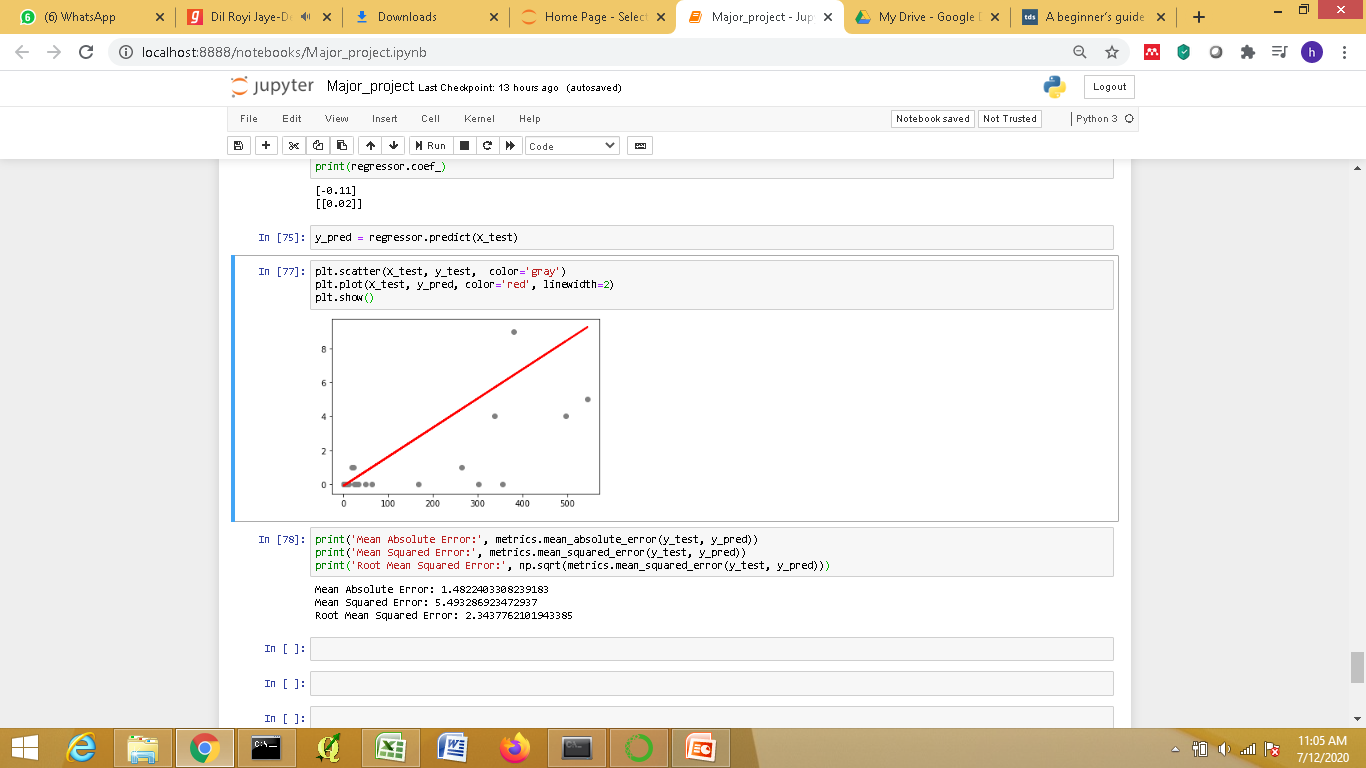 (6) WhatsApp
Dil Royi Jaye-D
Downloads
Home Page - Select
Major_project - Jup
My Drive - Google D
A beginner's guide
localhost:8888/notebooks/Major_project.ipynb
h
jupyter Major_project Last Checkpoint: 13 hours ago (autosaved)
Logout
File Edit View Insert Cell Kernel Help
Notebook saved Not Trusted Python 3
Run Code
print(regressor.coef_)
[-0.11]
[[0.02]]
In [75]: y_pred = regressor.predict(X_test)
In [77]: plt.scatter(X_test, y_test,  color='gray')
plt.plot(X_test, y_pred, color='red', linewidth=2)
plt.show()
8
6
4
2
0
0 100 200 300 400 500
In [78]: print('Mean Absolute Error:', metrics.mean_absolute_error(y_test, y_pred))
print('Mean Squared Error:', metrics.mean_squared_error(y_test, y_pred))
print('Root Mean Squared Error:', np.sqrt(metrics.mean_squared_error(y_test, y_pred)))
Mean Absolute Error: 1.4822403308239183
Mean Squared Error: 5.493286923472937
Root Mean Squared Error: 2.3437762101943385
In [ ]:
In [ ]:
In [ ]:
11:05 AM
7/12/2020